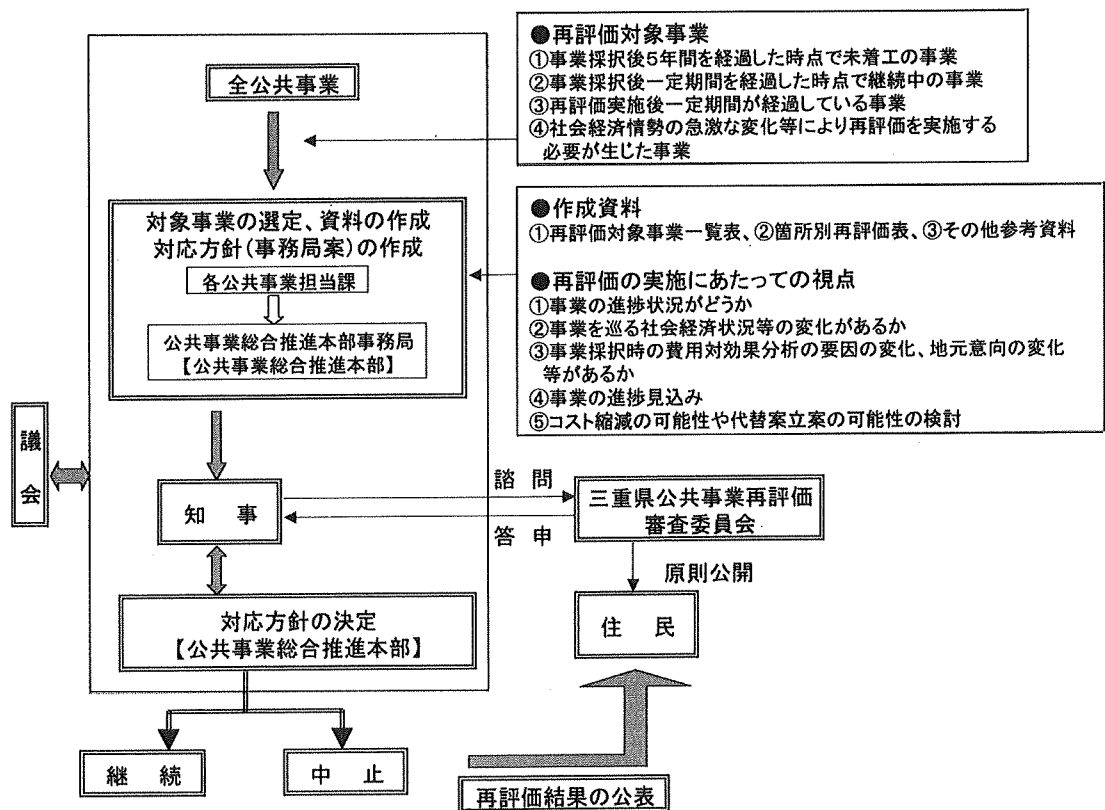 全公共事業
●再評価対象事業
①事業採択後5年間を経過した時点で未着工の事業
②事業採択後一定期間を経過した時点で継続中の事業
③再評価実施後一定期間が経過している事業
④社会経済情勢の急激な変化等により再評価を実施する
必要が生じた事業
対象事業の選定、資料の作成
対応方針(事務局案)の作成
各公共事業担当課
公共事業総合推進本部事務局
【公共事業総合推進本部】
●作成資料
①再評価対象事業一覧表、②箇所別再評価表、③その他参考資料
●再評価の実施にあたっての視点
①事業の進捗状況がどうか
②事業を巡る社会経済状況等の変化があるか
③事業採択時の費用対効果分析の要因の変化、地元意向の変化
等があるか
④事業の進捗見込み
⑤コスト縮減の可能性や代替案立案の可能性の検討
議会
知事
諮問
答申
三重県公共事業再評価
審査委員会
原則公開
住民
対応方針の決定
【公共事業総合推進本部】
継続
中止
再評価結果の公表